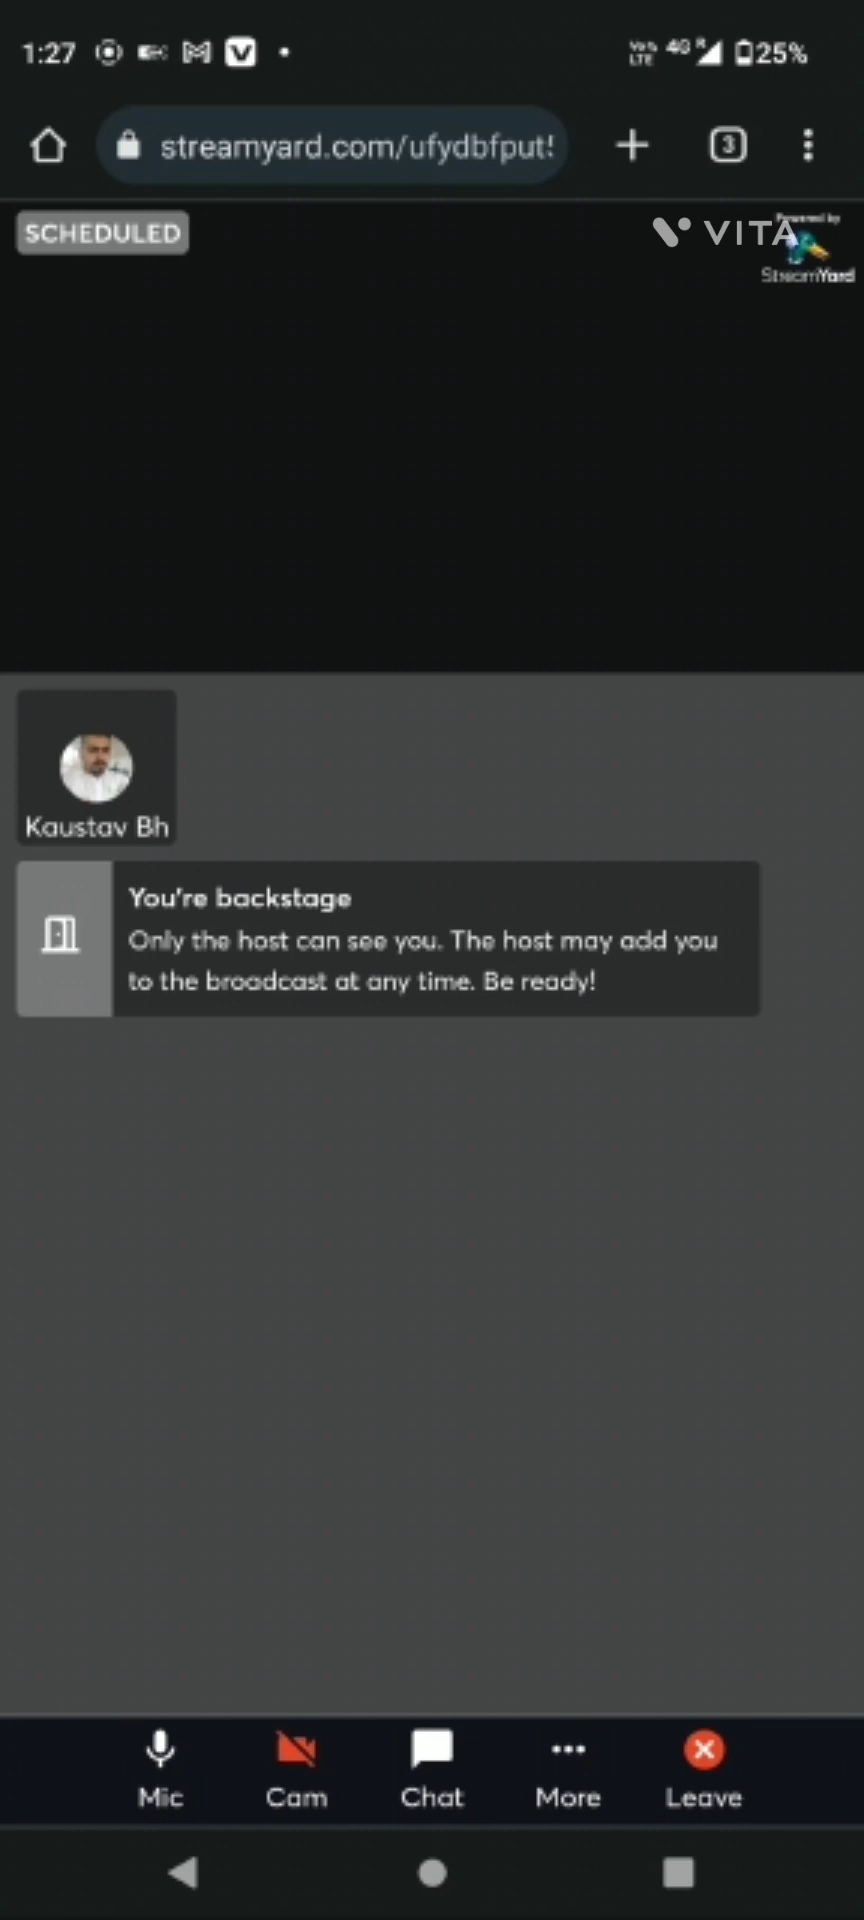 1:27
25%
streamyard.com/ufydbfput!
3
SCHEDULED
VITA
Powered by
StreamYard
Kaustav Bh
You're backstage
Only the host can see you. The host may add you
to the broadcast at any time. Be ready!
Mic
Cam
Chat
More
Leave